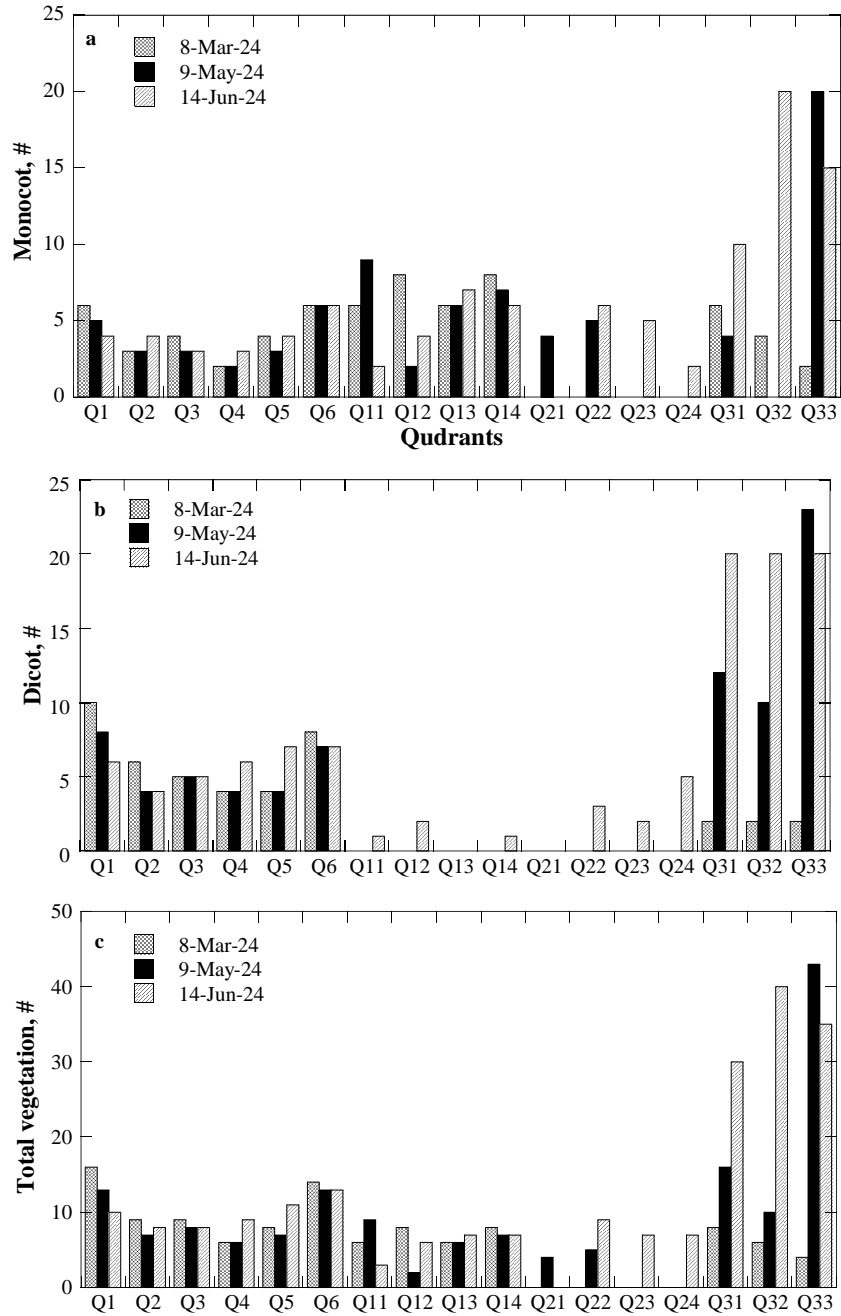 a
8-Mar-24
9-May-24
14-Jun-24
Monocot, #
25
20
15
10
5
0
Q1 Q2 Q3 Q4 Q5 Q6 Q11 Q12 Q13 Q14 Q21 Q22 Q23 Q24 Q31 Q32 Q33
Qudrants
b
8-Mar-24
9-May-24
14-Jun-24
Dicot, #
25
20
15
10
5
0
Q1 Q2 Q3 Q4 Q5 Q6 Q11 Q12 Q13 Q14 Q21 Q22 Q23 Q24 Q31 Q32 Q33
c
8-Mar-24
9-May-24
14-Jun-24
Total vegetation, #
50
40
30
20
10
0
Q1 Q2 Q3 Q4 Q5 Q6 Q11 Q12 Q13 Q14 Q21 Q22 Q23 Q24 Q31 Q32 Q33